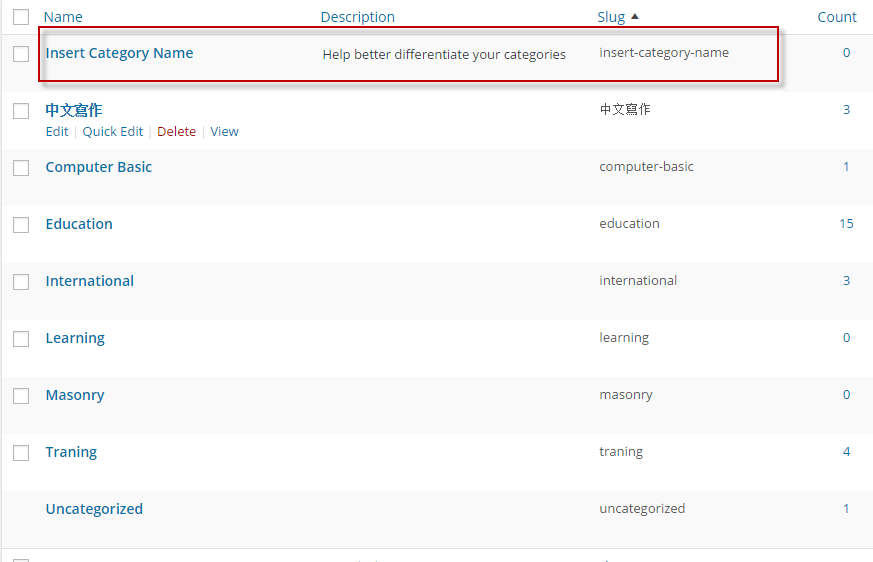 Name Description Slug Count
Insert Category Name Help better differentiate your categories insert-category-name 0
中文寫作 中文寫作 3
Edit | Quick Edit | Delete | View
Computer Basic computer-basic 1
Education education 15
International international 3
Learning learning 0
Masonry masonry 0
Traning traning 4
Uncategorized uncategorized 1